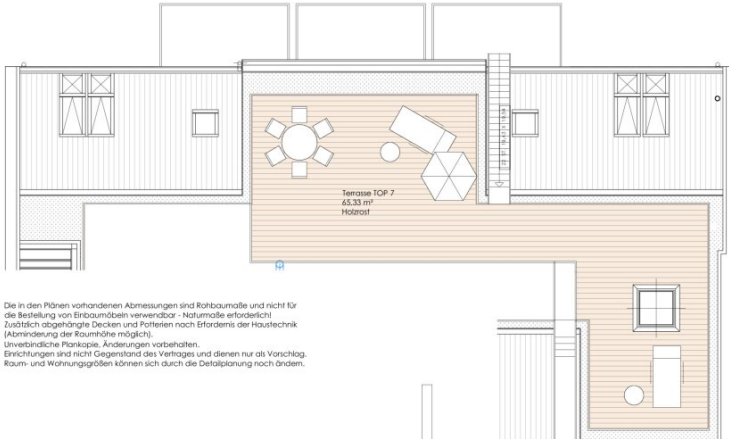 Terrasse TOP 7
65,33 m²
Holzrost
Die in den Plänen vorhandenen Abmessungen sind Rohbaumaße und nicht für
die Bestellung von Einbaumöbeln verwendbar - Naturmaße erforderlich!
Zusätzlich abgehängte Decken und Potterien nach Erfordernis der Haustechnik
(Abminderung der Raumhöhe möglich).
Unverbindliche Plankopie, Änderungen vorbehalten.
Einrichtungen sind nicht Gegenstand des Vertrages und dienen nur als Vorschlag.
Raum- und Wohnungsgrößen können sich durch die Detailplanung noch ändern.